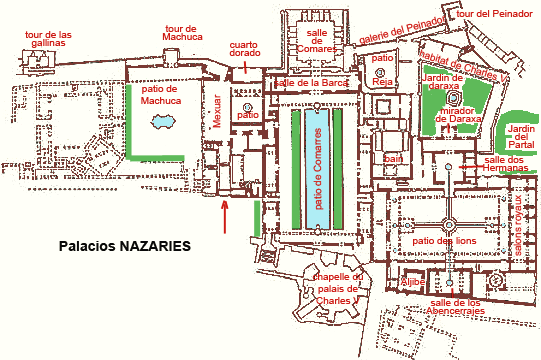 tour de las
gallinas
tour de
Machuca
cuarto
dorado
salle
de
Comares
galerie del Peinador
tour del Peinador
habitat de Charles V
patio
Reja
Jardin de
daraxa
mirador
de Daraxa
Jardin
del
Partal
salle de la Barca
patio de
Machuca
Mexuar
patio
patio de Comarres
bain
salle dos
Hermanas
patio des lions
salons royaux
Palacios NAZARIES
chapelle du
palais de
Charles V
Aljibe
salle de los
Abencerrajes